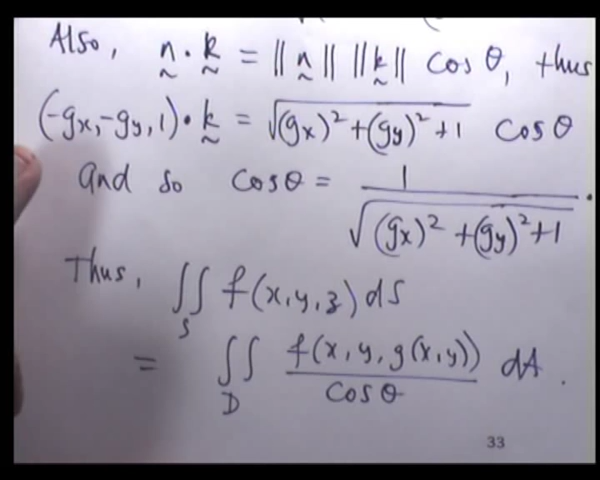 Also, n · k = ||n|| ||k|| cos θ, thus
(-gx, -gy, 1) · k = √(gx)² + (gy)² + 1 cos θ
and so cos θ = 1 / √(gx)² + (gy)² + 1 .
Thus, ∬S f(x, y, z) dS
= ∬D f(x, y, g(x, y)) / cos θ dA .
33